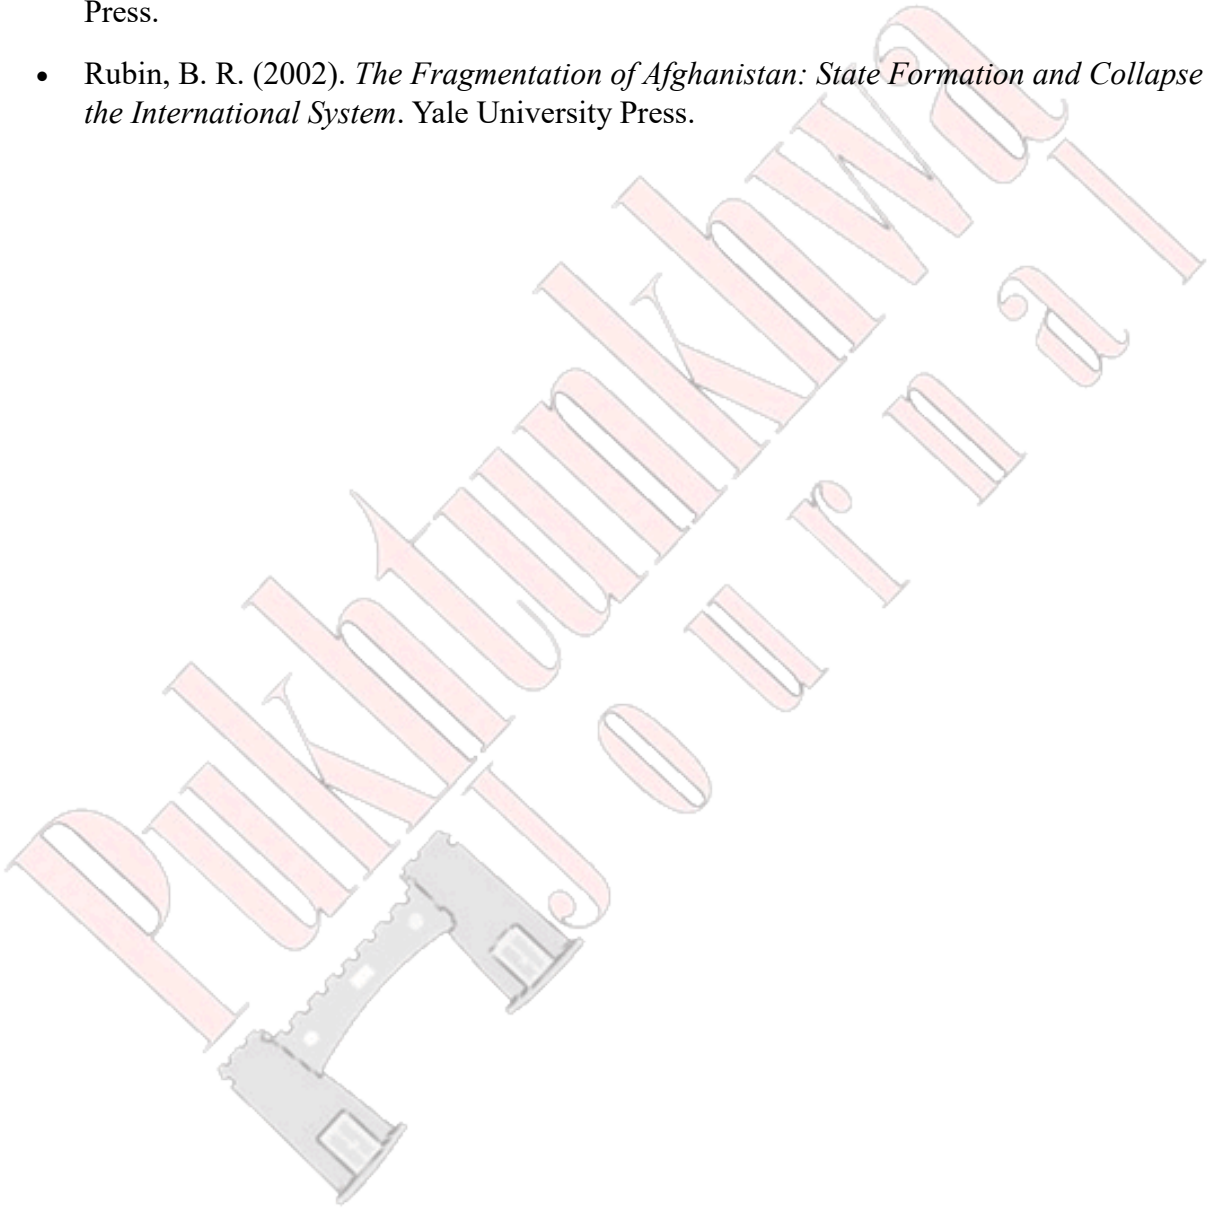 Press.
• Rubin, B. R. (2002). The Fragmentation of Afghanistan: State Formation and Collapse
the International System. Yale University Press.
Pukhtunkhwa
Journal